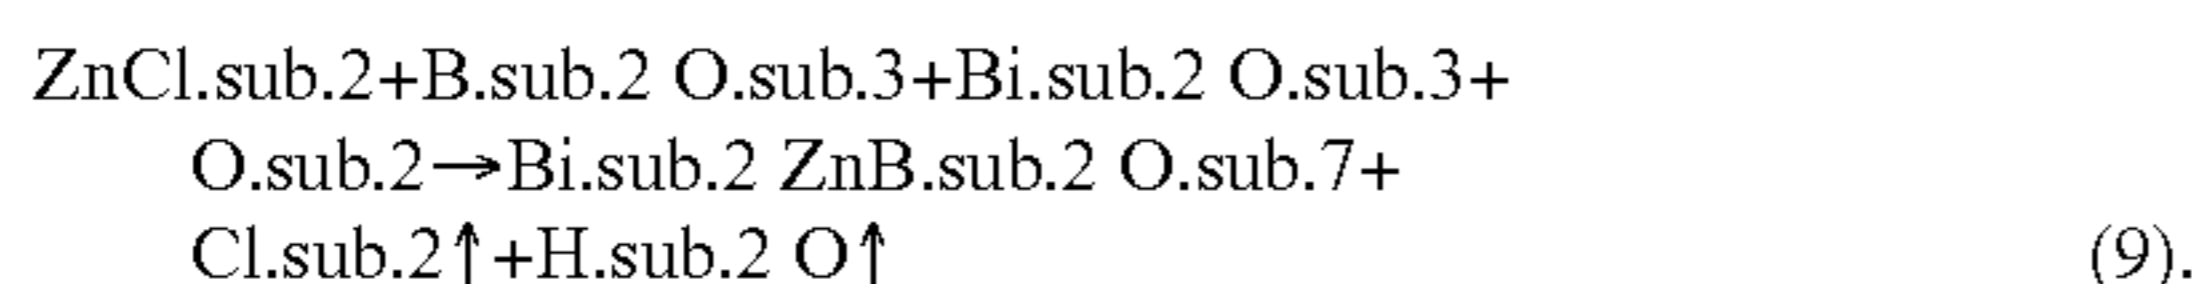 ZnCl.sub.2+B.sub.2 O.sub.3+Bi.sub.2 O.sub.3+
O.sub.2→Bi.sub.2 ZnB.sub.2 O.sub.7+
Cl.sub.2↑+H.sub.2 O↑ (9).